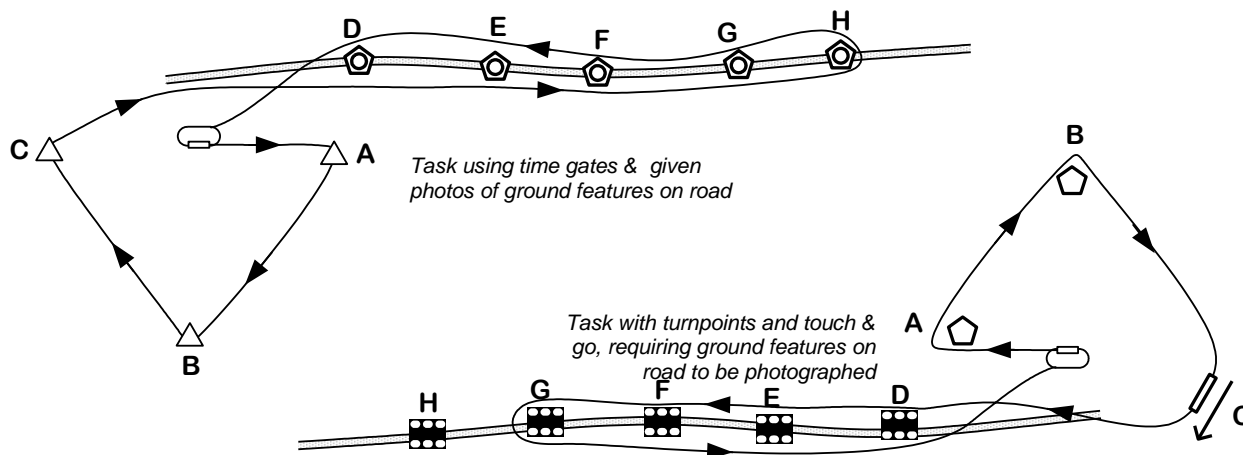 D E F G H
C
A
Task using time gates & given
photos of ground features on road
B
B
A
Task with turnpoints and touch &
go, requiring ground features on
road to be photographed
C
H G F E D